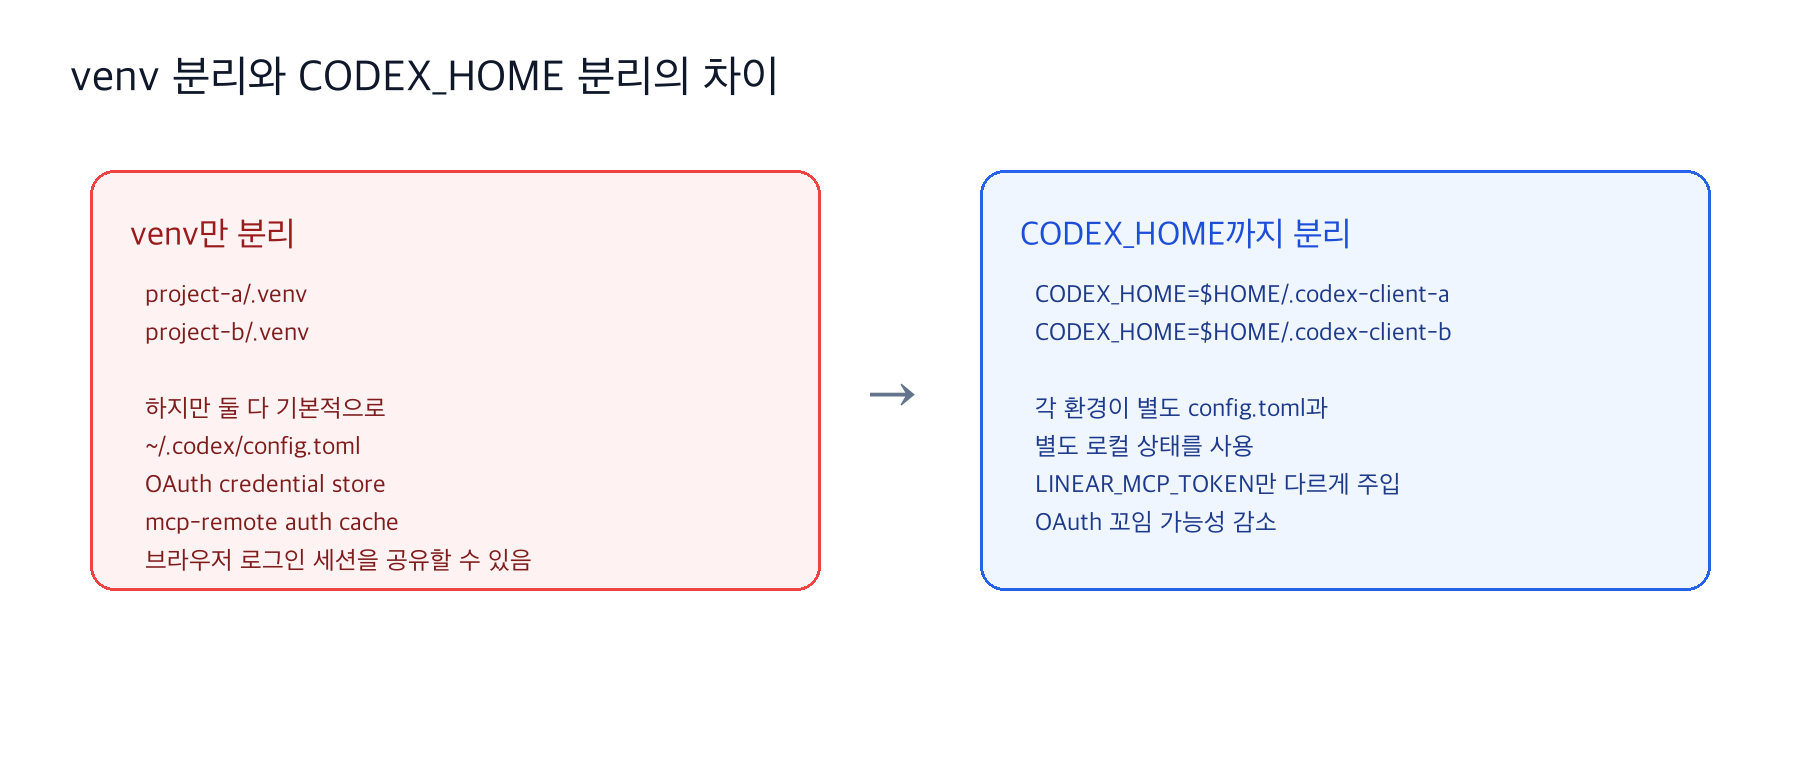 venv 분리와 CODEX_HOME 분리의 차이
venv만 분리
project-a/.venv
project-b/.venv
하지만 둘 다 기본적으로
~/.codex/config.toml
OAuth credential store
mcp-remote auth cache
브라우저 로그인 세션을 공유할 수 있음
→
CODEX_HOME까지 분리
CODEX_HOME=$HOME/.codex-client-a
CODEX_HOME=$HOME/.codex-client-b
각 환경이 별도 config.toml과
별도 로컬 상태를 사용
LINEAR_MCP_TOKEN만 다르게 주입
OAuth 꼬임 가능성 감소